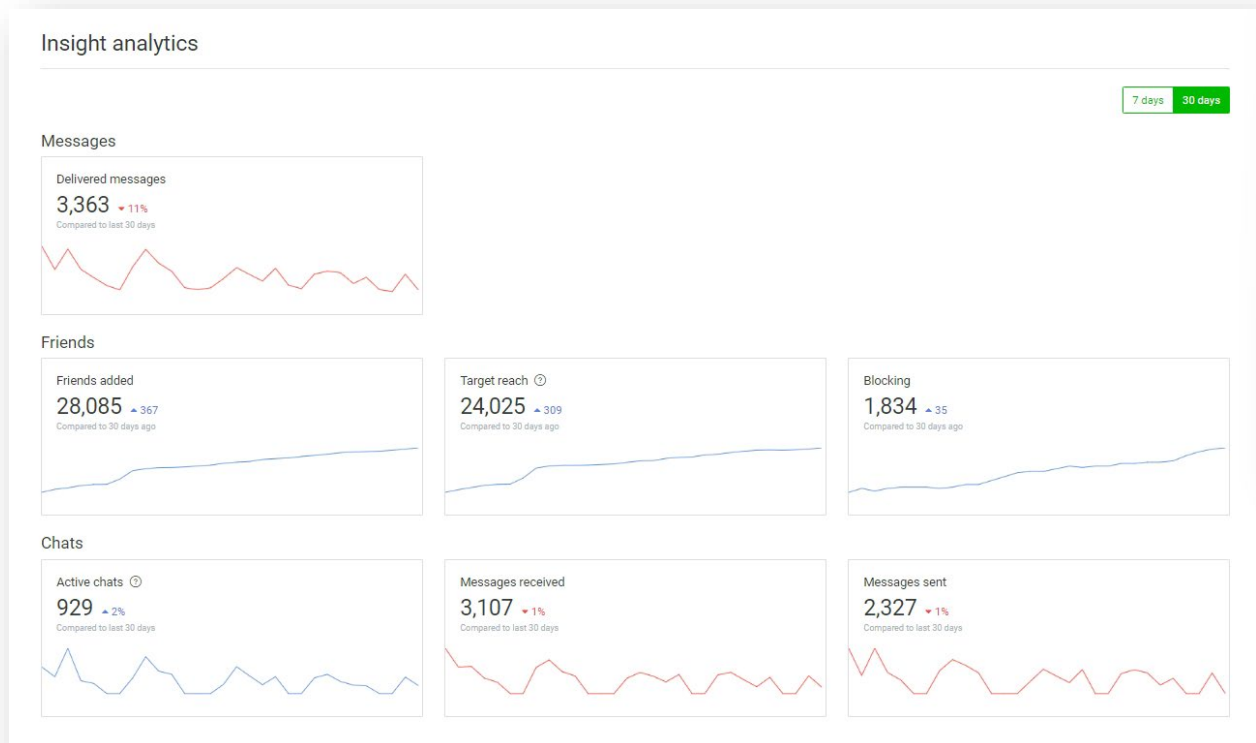 Insight analytics
7 days 30 days
Messages
Delivered messages
3,363 ▼ 11%
Compared to last 30 days
Friends
Friends added
28,085 ▲ 367
Compared to 30 days ago
Target reach ?
24,025 ▲ 309
Compared to 30 days ago
Blocking
1,834 ▲ 35
Compared to 30 days ago
Chats
Active chats ?
929 ▲ 2%
Compared to last 30 days
Messages received
3,107 ▼ 1%
Compared to last 30 days
Messages sent
2,327 ▼ 1%
Compared to last 30 days